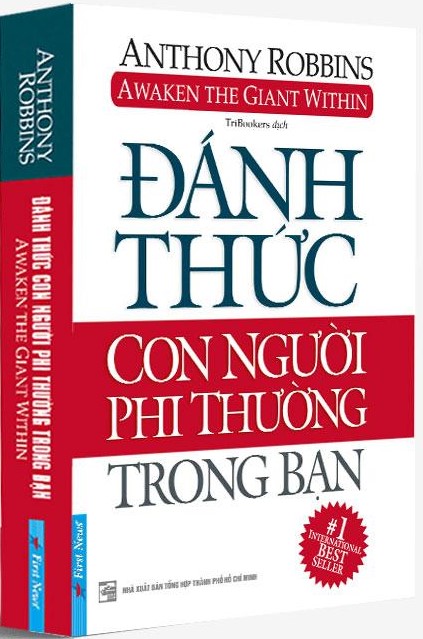 ANTHONY ROBBINS
AWAKEN THE GIANT WITHIN
TriBookers dịch
ĐÁNH
THỨC
CON NGƯỜI
PHI THƯỜNG
TRONG BẠN
#1
INTERNATIONAL
BEST
SELLER
First News
NHÀ XUẤT BẢN TỔNG HỢP THÀNH PHỐ HỒ CHÍ MINH
ANTHONY
ROBBINS
ĐÁNH THỨC CON NGƯỜI PHI THƯỜNG TRONG BẠN
AWAKEN THE GIANT WITHIN
First News